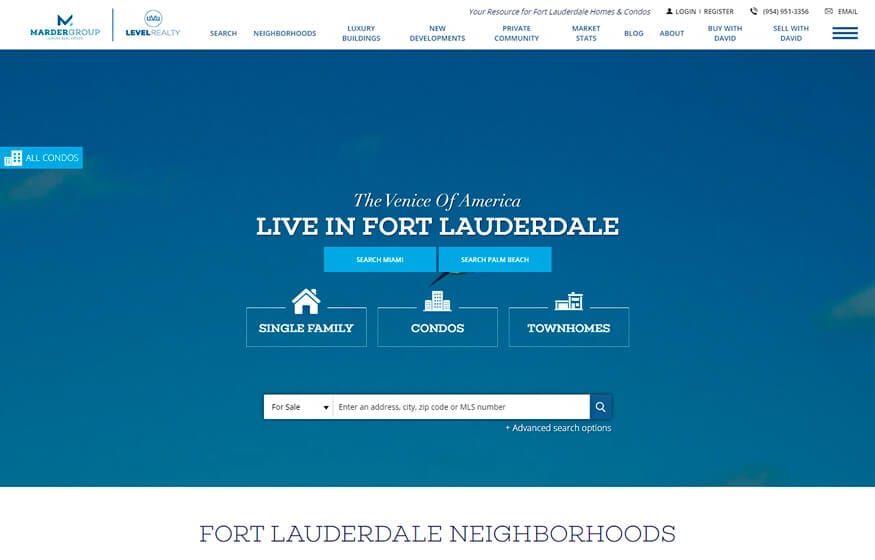 Your Resource for Fort Lauderdale Homes & Condos
LOGIN | REGISTER
(954) 951-3356
EMAIL
MARDERGROUP
LEVELREALTY
SEARCH
NEIGHBORHOODS
LUXURY
BUILDINGS
NEW
DEVELOPMENTS
PRIVATE
COMMUNITY
MARKET
STATS
BLOG
ABOUT
BUY WITH
DAVID
SELL WITH
DAVID
ALL CONDOS
The Venice Of America
LIVE IN FORT LAUDERDALE
SEARCH MIAMI
SEARCH PALM BEACH
SINGLE FAMILY
CONDOS
TOWNHOMES
For Sale
Enter an address, city, zip code or MLS number
+ Advanced search options
FORT LAUDERDALE NEIGHBORHOODS